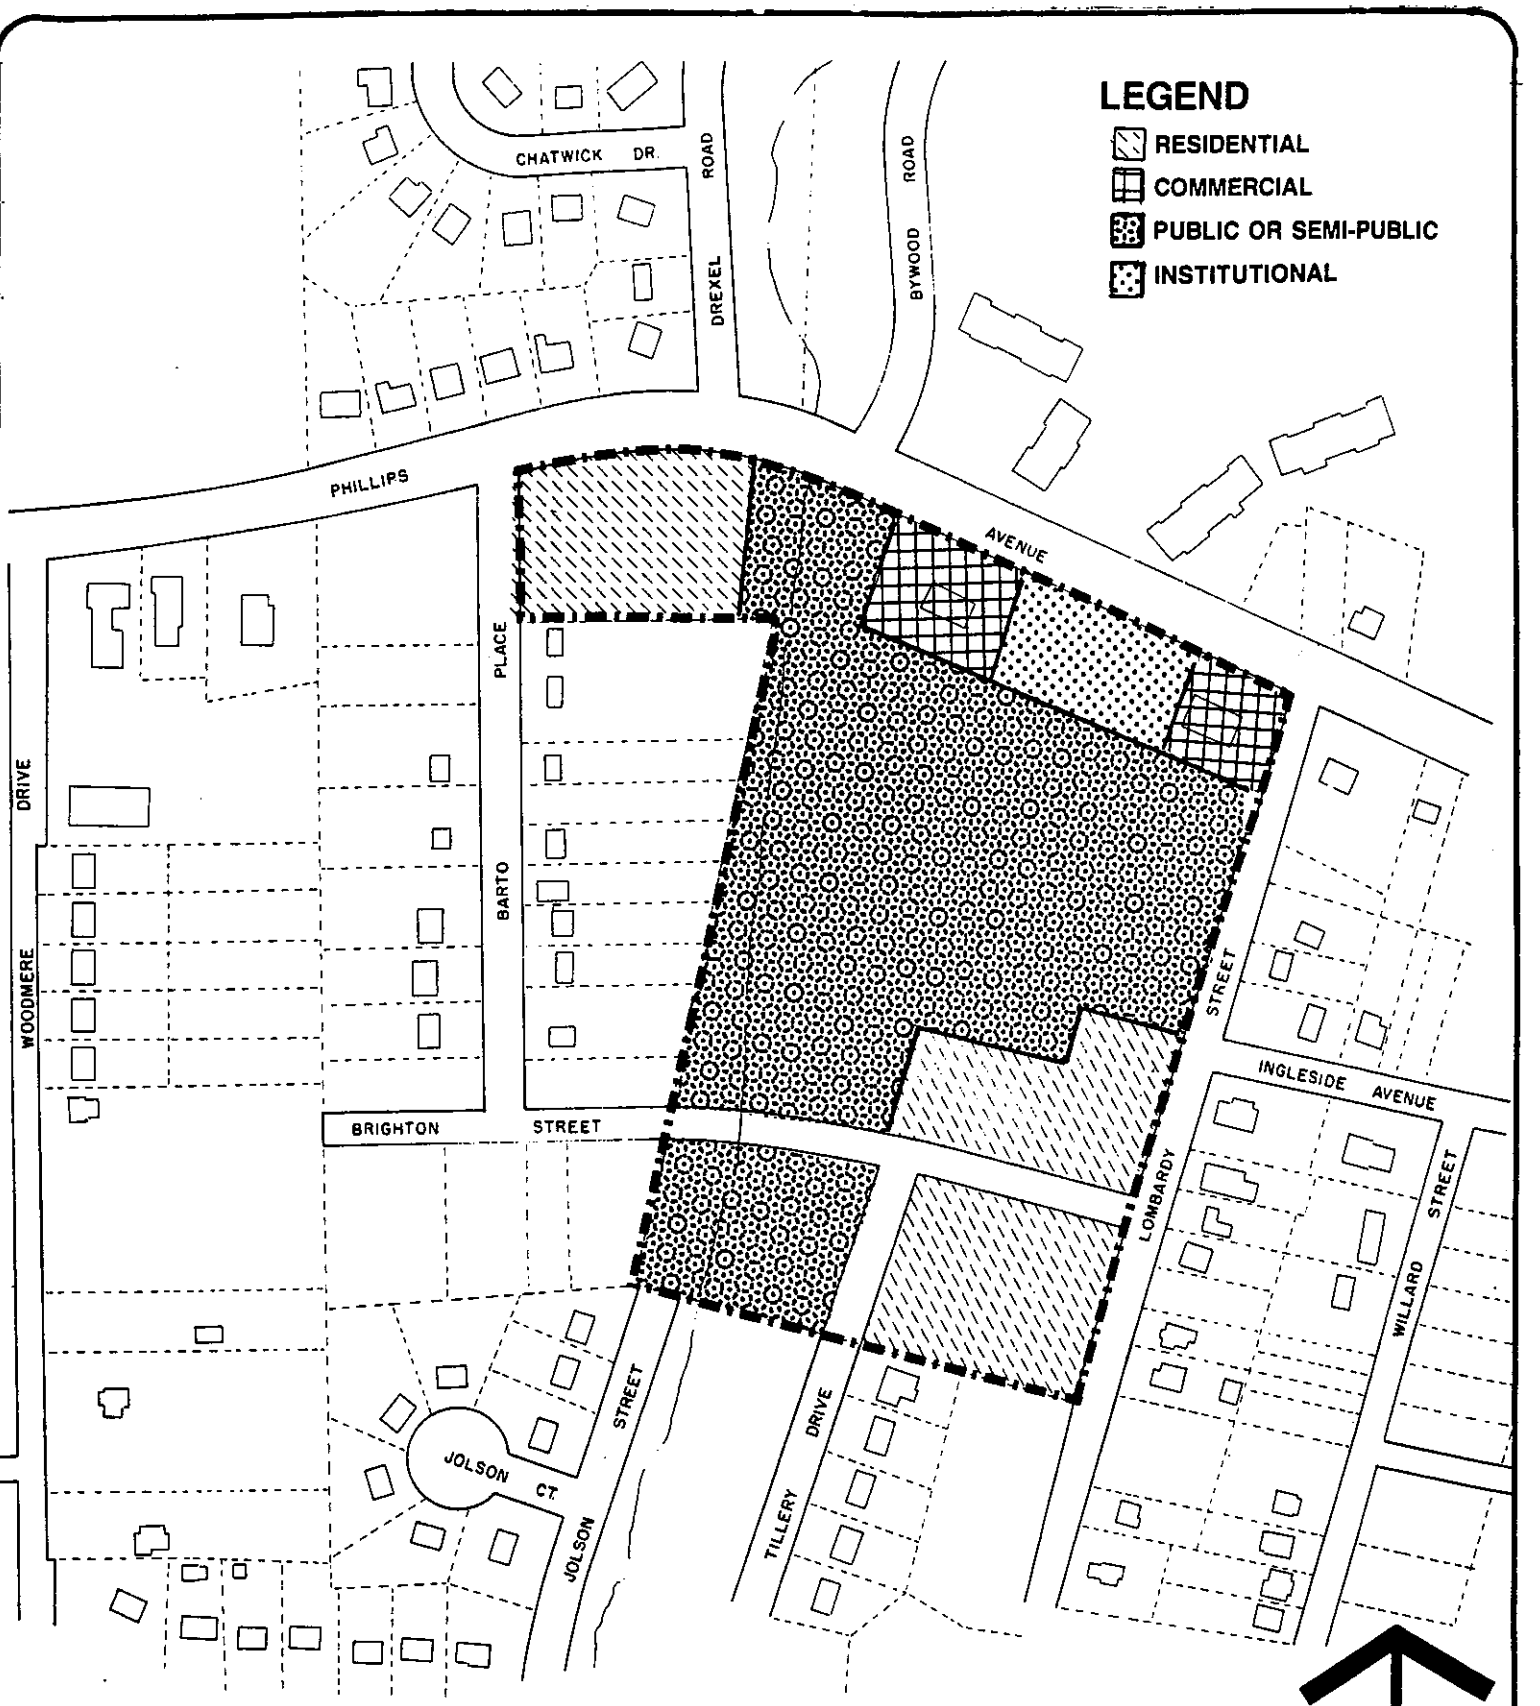 LEGEND
RESIDENTIAL
COMMERCIAL
PUBLIC OR SEMI-PUBLIC
INSTITUTIONAL
CHATWICK DR.
DREXEL ROAD
BYWOOD ROAD
PHILLIPS AVENUE
BARTO PLACE
WOODMERE DRIVE
BRIGHTON STREET
LOMBARDY STREET
INGLESIDE AVENUE
WILLARD STREET
JOLSON CT.
JOLSON STREET
TILLERY DRIVE